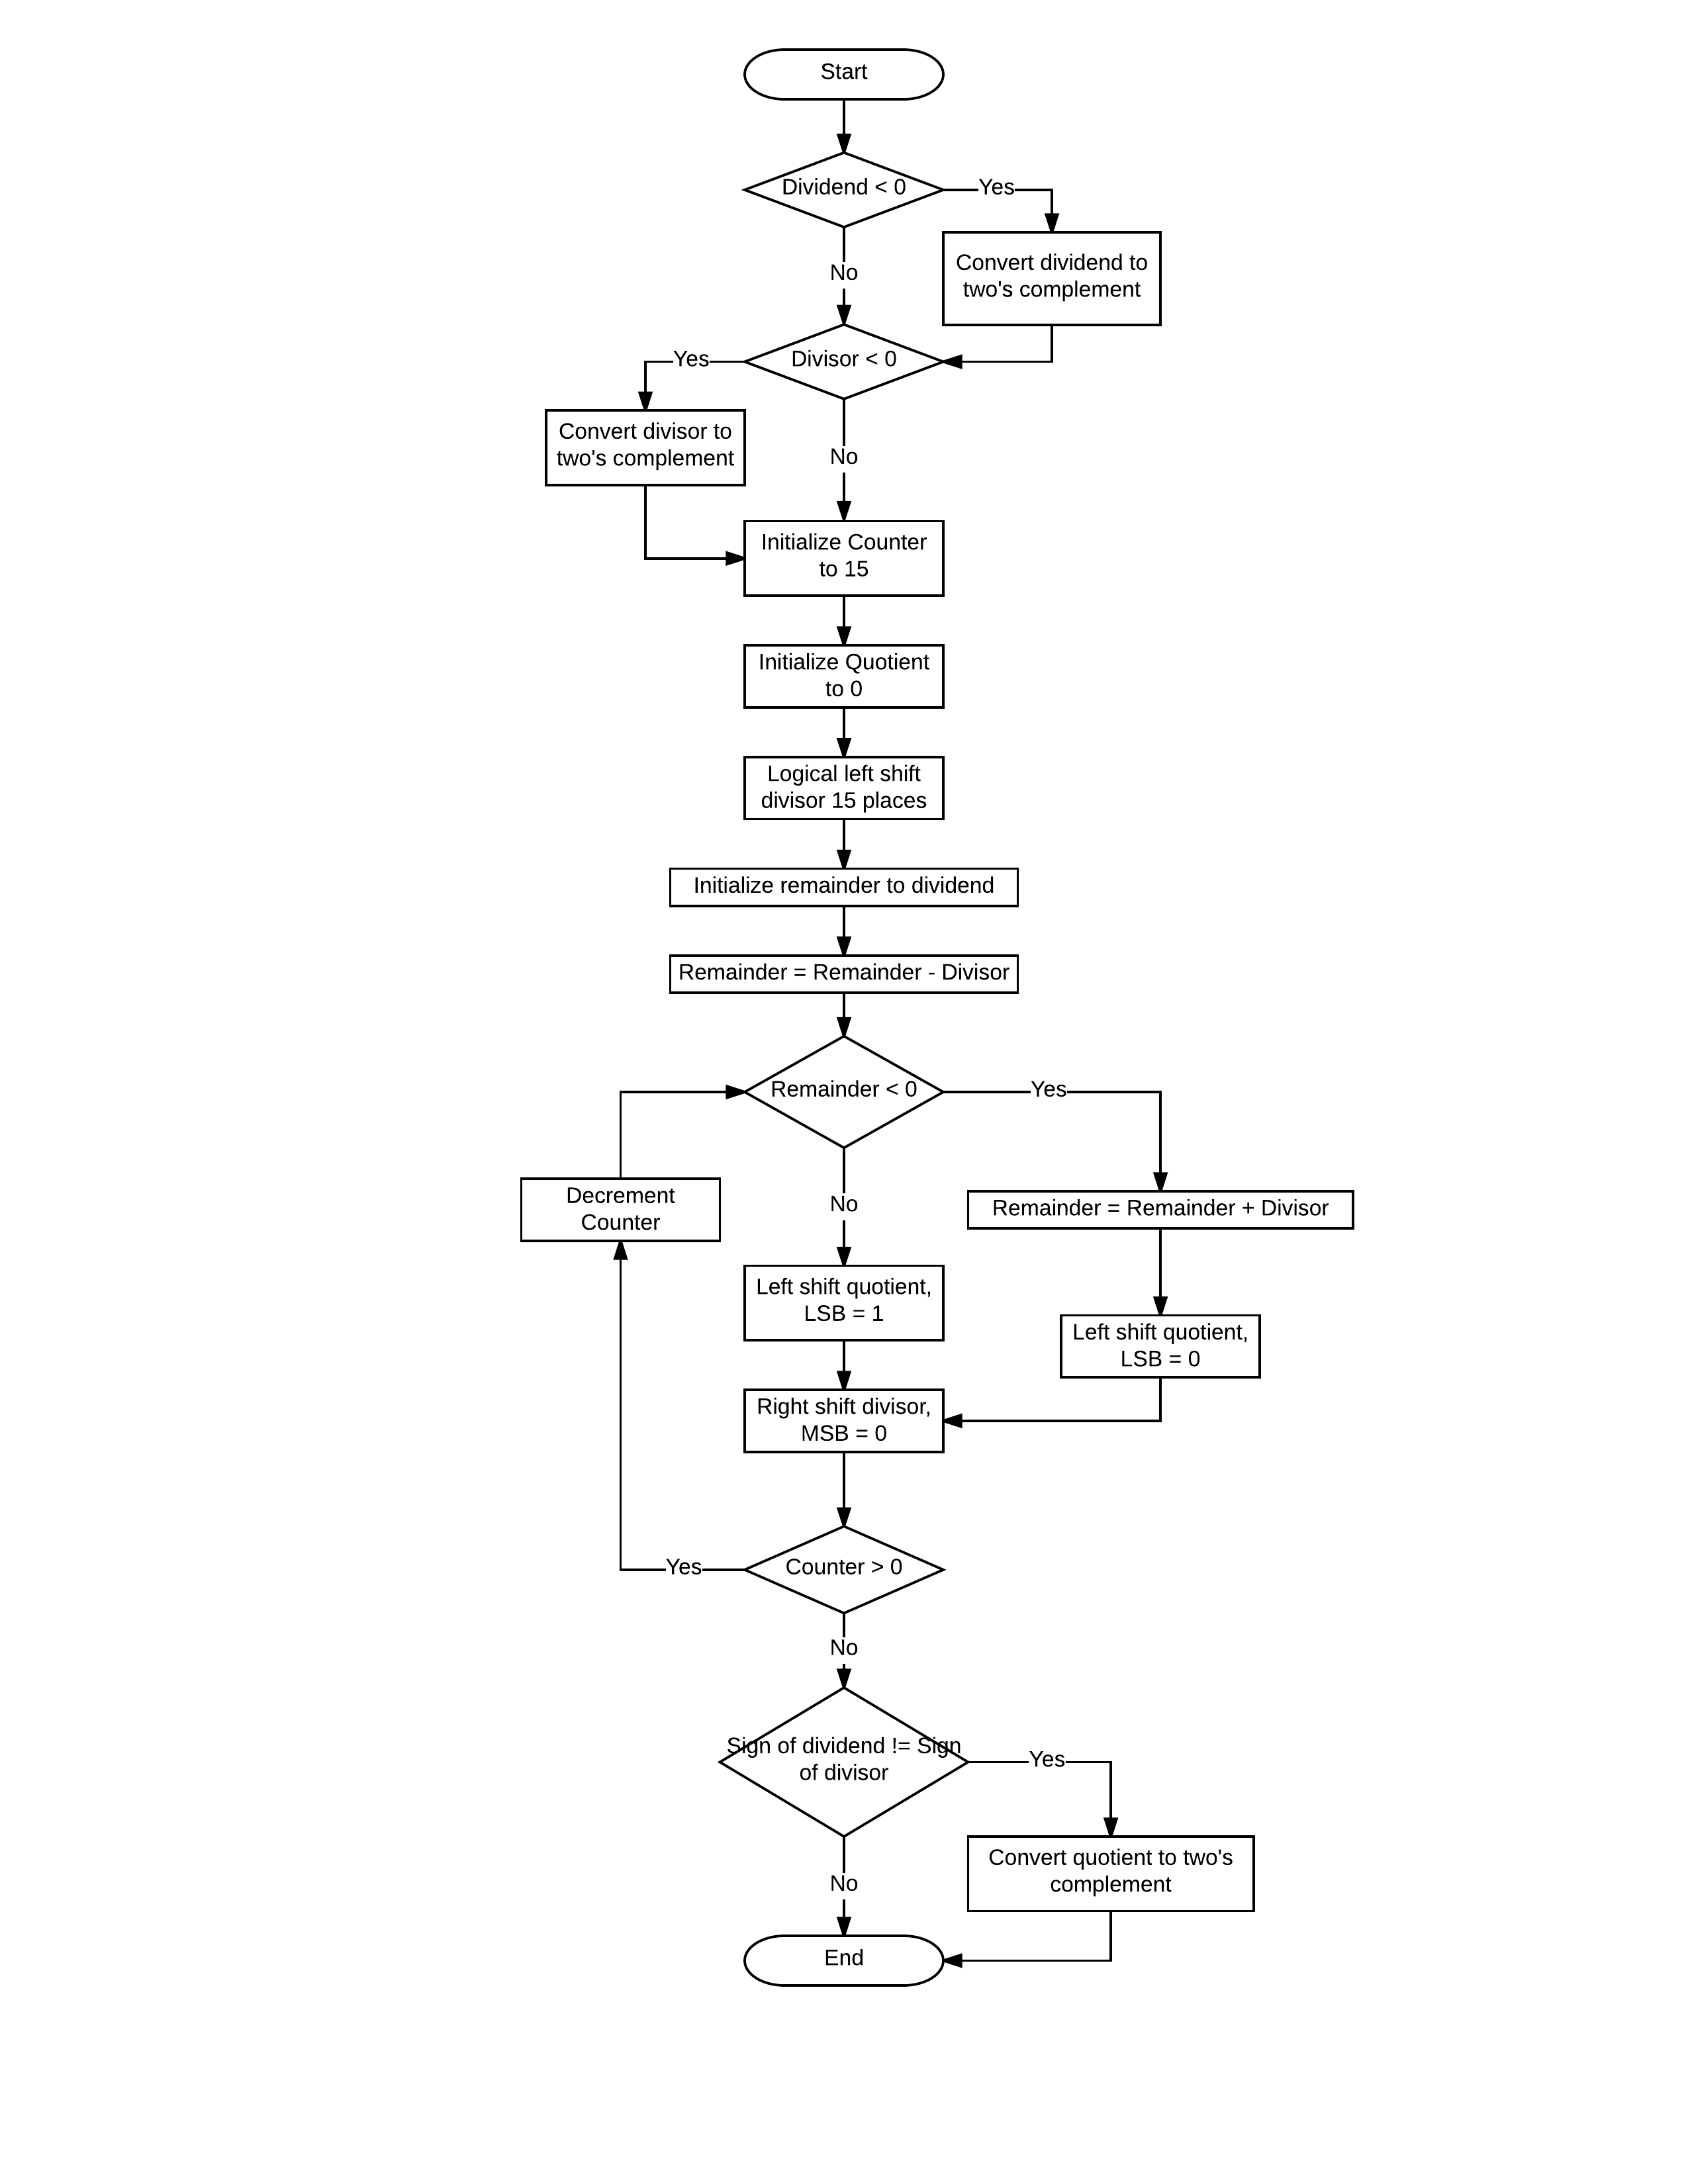 Start
Dividend < 0
Yes
Convert dividend to
two's complement
No
Divisor < 0
Yes
Convert divisor to
two's complement
No
Initialize Counter
to 15
Initialize Quotient
to 0
Logical left shift
divisor 15 places
Initialize remainder to dividend
Remainder = Remainder - Divisor
Remainder < 0
Yes
Decrement
Counter
No
Remainder = Remainder + Divisor
Left shift quotient,
LSB = 1
Left shift quotient,
LSB = 0
Right shift divisor,
MSB = 0
Counter > 0
Yes
No
Sign of dividend != Sign
of divisor
Yes
Convert quotient to two's
complement
No
End